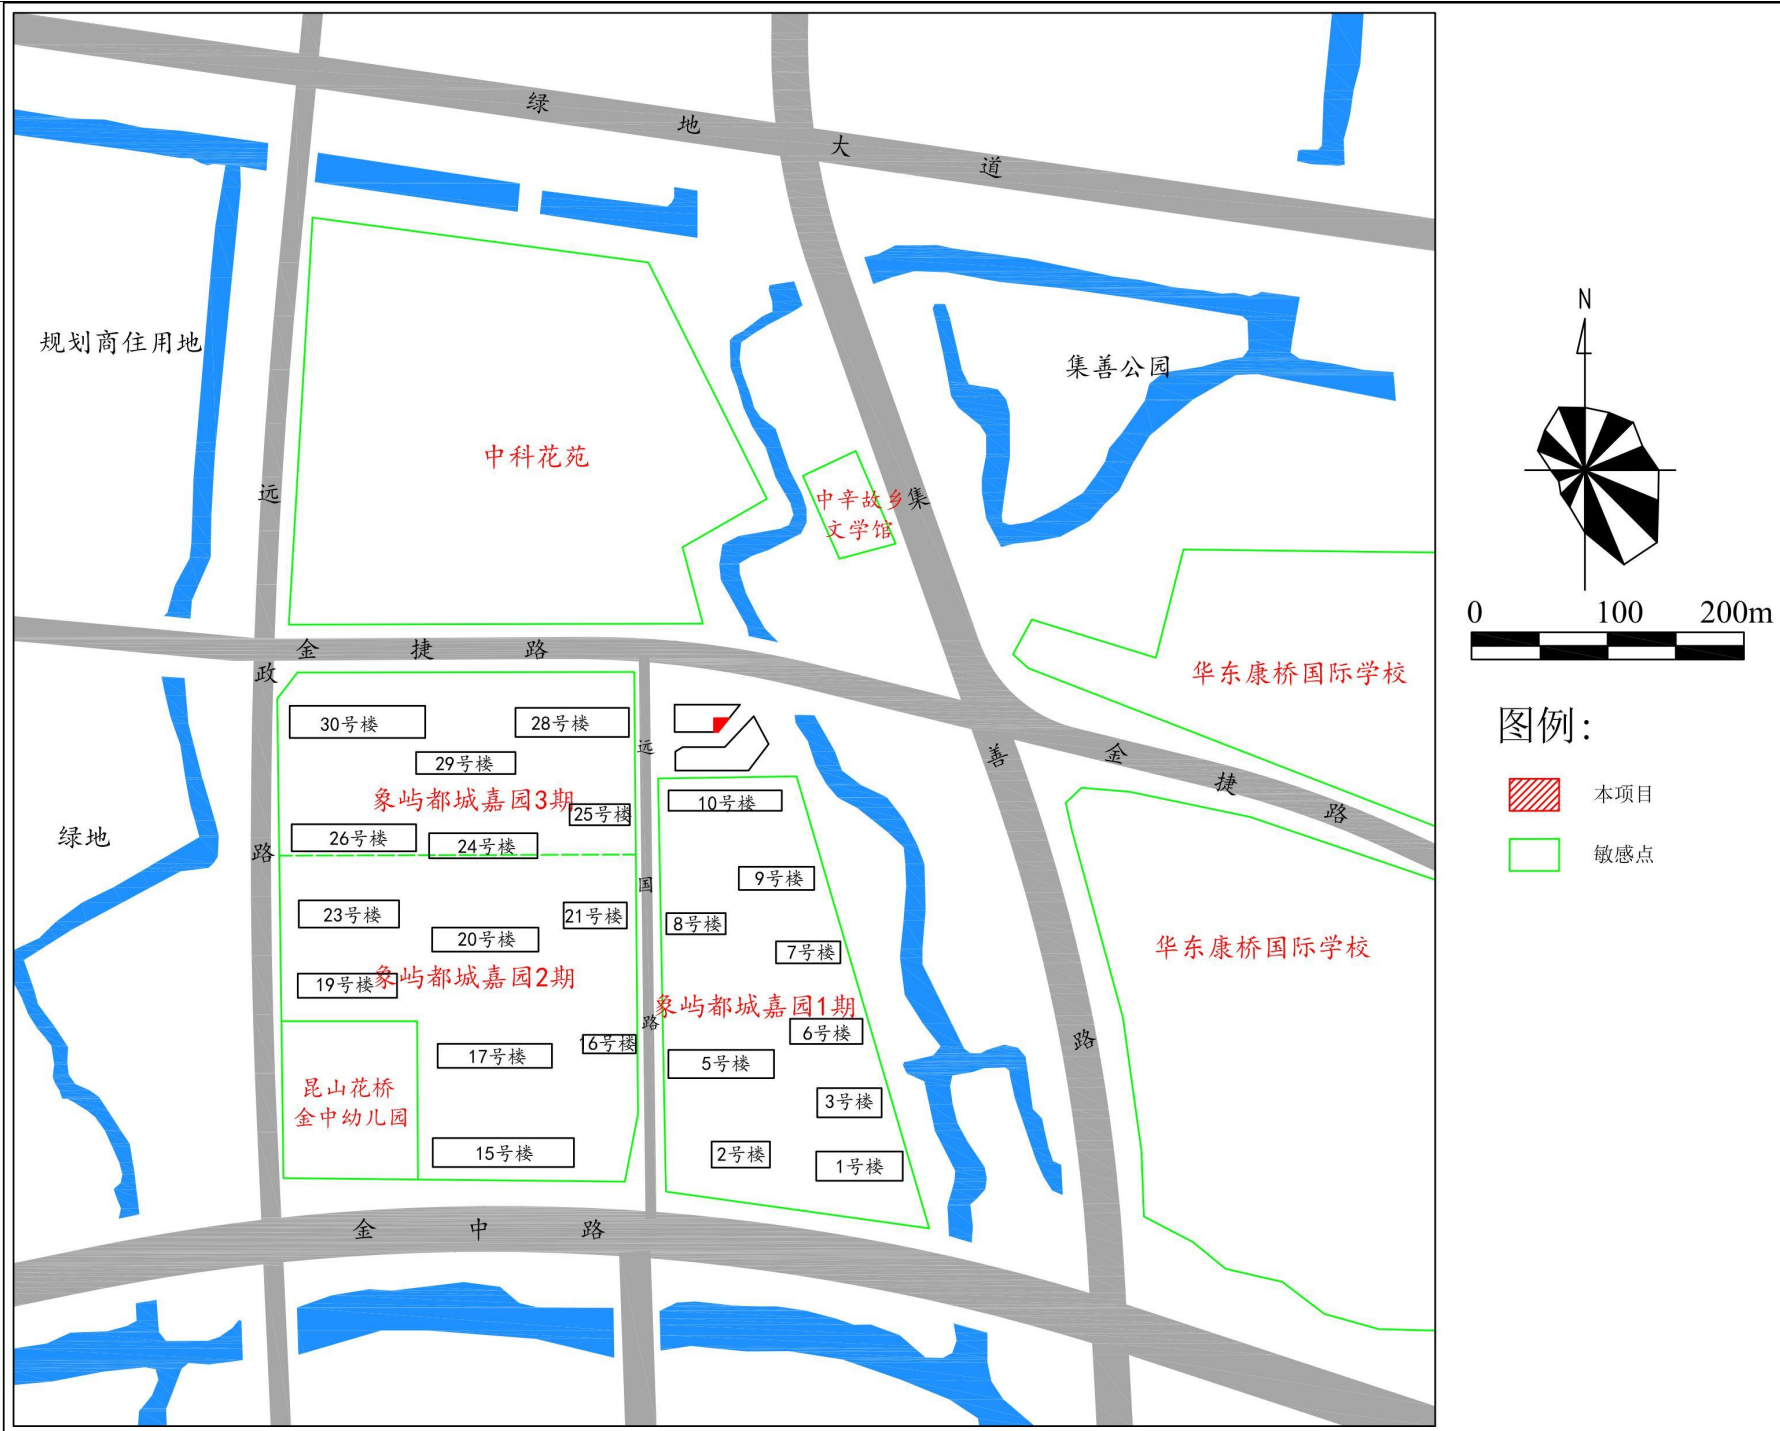 绿地大道
规划商住用地
集善公园
中科花苑
中辛故乡
文学馆
远政路
集善路
金捷路
金捷路
华东康桥国际学校
30号楼
28号楼
29号楼
象屿都城嘉园3期
25号楼
26号楼
24号楼
远国路
10号楼
绿地
9号楼
23号楼
20号楼
21号楼
8号楼
7号楼
华东康桥国际学校
19号楼
象屿都城嘉园2期
象屿都城嘉园1期
6号楼
17号楼
16号楼
5号楼
昆山花桥
金中幼儿园
3号楼
15号楼
2号楼
1号楼
金中路
N
0 100 200m
图例:
本项目
敏感点